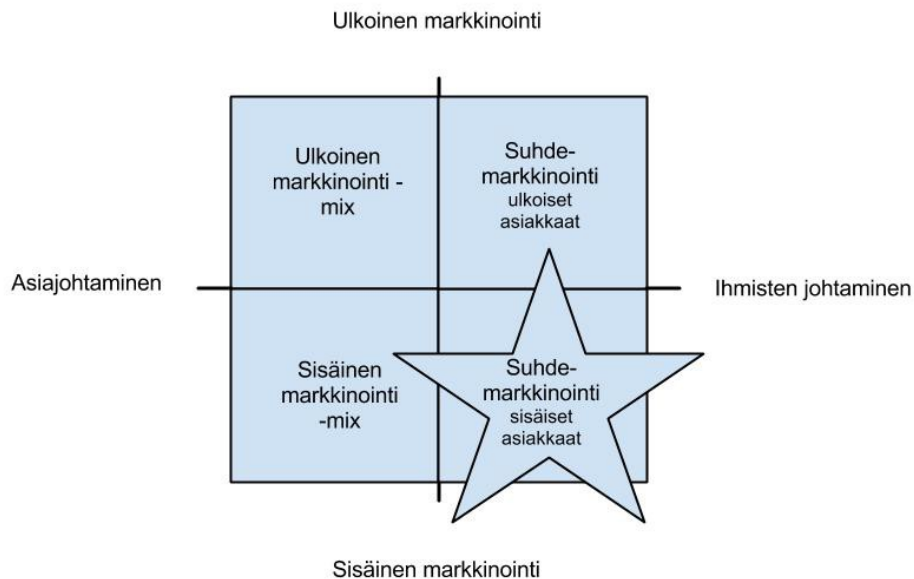 Ulkoinen markkinointi
Ulkoinen
markkinointi -
mix
Suhde-
markkinointi
ulkoiset
asiakkaat
Asiajohtaminen
Ihmisten johtaminen
Sisäinen
markkinointi
-mix
Suhde-
markkinointi
sisäiset
asiakkaat
Sisäinen markkinointi